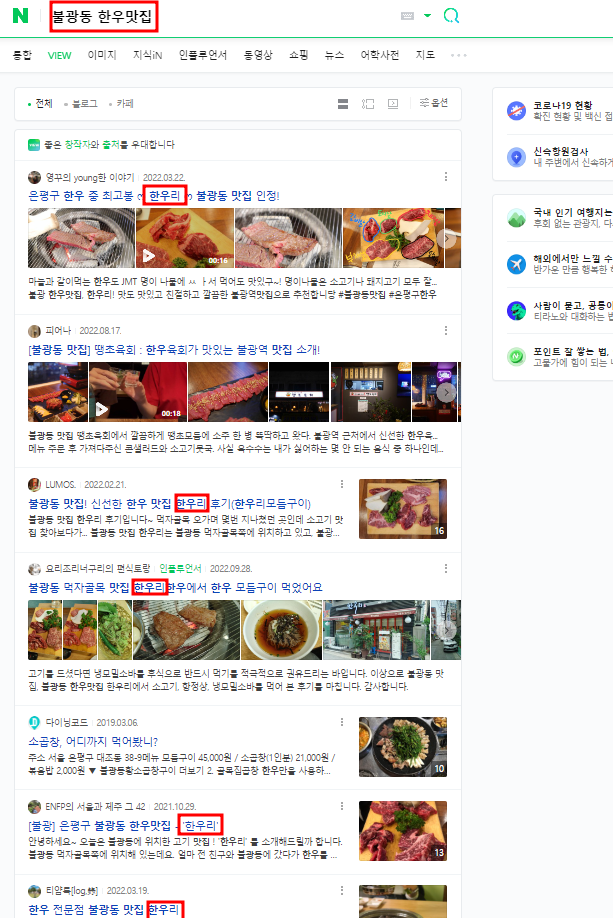 N 불광동 한우맛집
통합 VIEW 이미지 지식iN 인플루언서 동영상 쇼핑 뉴스 어학사전 지도
전체 블로그 카페 옵션
좋은 창작자와 출처를 우대합니다
영꾸의 young한 이야기 2022.03.22.
은평구 한우 중 최고봉 한우리 불광동 맛집 인정!
00:16
마늘과 같이먹는 한우도 JMT 명이 나물에 ㅆ ㅏ 서 먹어도 맛있구~! 명이나물은 소고기나 돼지고기 모두 잘...
불광 한우맛집, 한우리! 맛도 맛있고 친절하고 깔끔한 불광역맛집으로 추천합니당 #불광동맛집 #은평구한우
피어나 2022.08.17.
[불광동 맛집] 땡초육회 : 한우육회가 맛있는 불광역 맛집 소개!
00:18
불광동 맛집 땡초육회에서 깔끔하게 땡초모듬에 소주 한 병 뚝딱하고 왔다. 불광역 근처에서 신선한 한우육...
메뉴 주문 후 가져다주신 콘샐러드와 소고기뭇국. 사실 옥수수는 내가 싫어하는 몇 안 되는 음식 중 하나인데...
LUMOS. 2022.02.21.
불광동 맛집! 신선한 한우 맛집 한우리 후기(한우리모듬구이)
불광동 맛집 한우리 후기입니다~ 먹자골목 오가며 몇번 지나쳤던 곳인데 소고기 맛
집 찾아보다가... 불광동 맛집 한우리는 불광동 먹자골목쪽에 위치하고 있고, 불광...
16
요리조리너구리의 편식토랑 인플루언서 2022.09.28.
불광동 먹자골목 맛집 한우리한우에서 한우 모듬구이 먹었어요
고기를 드셨다면 냉모밀소바를 후식으로 반드시 먹기를 적극적으로 권유드리는 바입니다. 이상으로 불광동 맛
집, 불광동 한우맛집 한우리에서 소고기, 항정상, 냉모밀소바를 먹어 본 후기를 마칩니다. 감사합니다.
다이닝코드 2019.03.06.
소곱창, 어디까지 먹어봤니?
주소 서울 은평구 대조동 38-9메뉴 모듬구이 45,000원 / 소곱창(1인분) 21,000원 /
볶음밥 2,000원 ▼ 불광동황소곱창구이 더보기 2. 골목집곱창 한우만을 사용하...
10
ENFP의 서울과 제주 그 42 2021.10.29.
[불광] 은평구 불광동 한우맛집 - '한우리'
안녕하세요~ 오늘은 불광동에 위치한 고기 맛집 ! '한우리' 를 소개해드릴까 합니다.
불광동 먹자골목쪽에 위치해 있는데요. 얼마 전 친구와 불광동에 갔다가 한우를 ...
13
티얌록[log,錄] 2022.03.19.
한우 전문점 불광동 맛집 한우리
코로나19 현황
확진 현황 및 백신 접
신속항원검사
내 주변에서 신속하게
국내 인기 여행지는
후회 없는 관광지, 다
해외에서만 느낄 수
반가운 만큼 행복한
사람이 묻고, 공룡이
티라노와 대화하는 법
포인트 잘 쌓는 법,
고물가에 힘이 되는